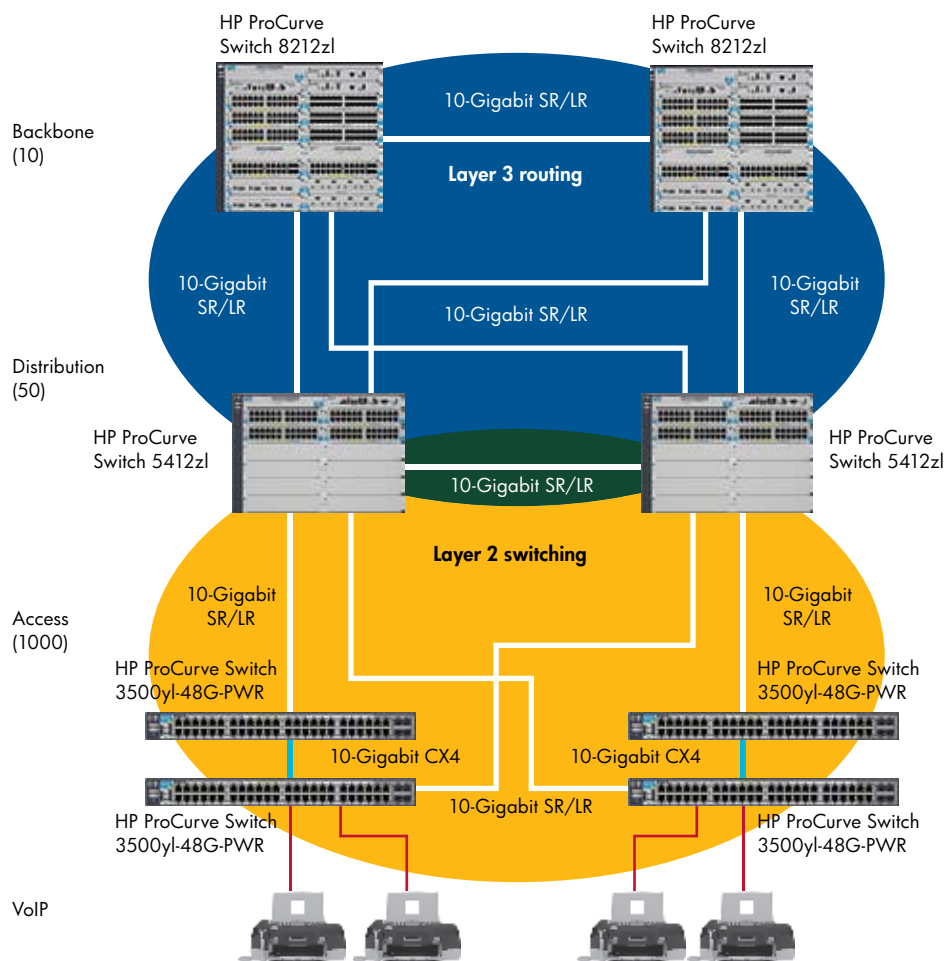 HP ProCurve
Switch 8212zl
HP ProCurve
Switch 8212zl
10-Gigabit SR/LR
Backbone
(10)
Layer 3 routing
10-Gigabit
SR/LR
10-Gigabit SR/LR
10-Gigabit
SR/LR
Distribution
(50)
HP ProCurve
Switch 5412zl
HP ProCurve
Switch 5412zl
10-Gigabit SR/LR
Layer 2 switching
10-Gigabit
SR/LR
10-Gigabit
SR/LR
Access
(1000)
HP ProCurve Switch
3500yl-48G-PWR
HP ProCurve Switch
3500yl-48G-PWR
10-Gigabit CX4
10-Gigabit CX4
10-Gigabit SR/LR
HP ProCurve Switch
3500yl-48G-PWR
HP ProCurve Switch
3500yl-48G-PWR
VoIP